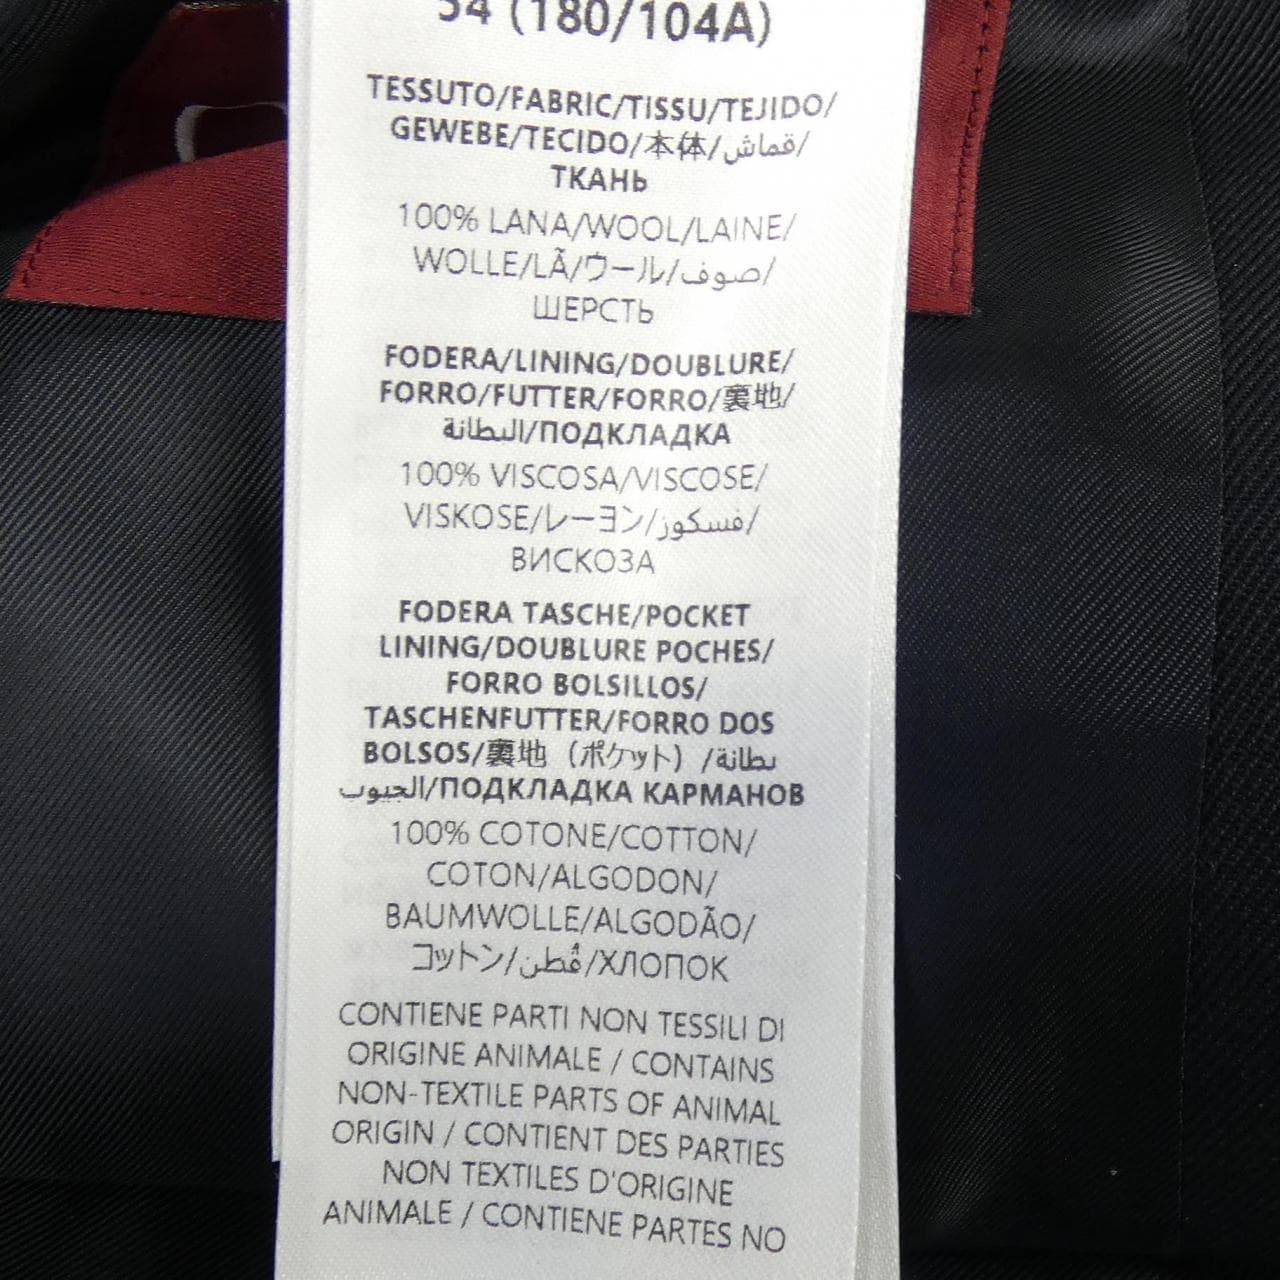 54 (180/104A)
TESSUTO/FABRIC/TISSU/TEJIDO/
GEWEBE/TECIDO/本体/قماش/
ТКАНЬ
100% LANA/WOOL/LAINE/
WOLLE/LÃ/ウール/صوف/
ШЕРСТЬ
FODERA/LINING/DOUBLURE/
FORRO/FUTTER/FORRO/裏地/
البطانة/ПОДКЛАДКА
100% VISCOSA/VISCOSE/
VISKOSE/レーヨン/فسكوز/
ВИСКОЗА
FODERA TASCHE/POCKET
LINING/DOUBLURE POCHES/
FORRO BOLSILLOS/
TASCHENFUTTER/FORRO DOS
BOLSOS/裏地（ポケット）/بطانة
الجيوب/ПОДКЛАДКА КАРМАНОВ
100% COTONE/COTTON/
COTON/ALGODON/
BAUMWOLLE/ALGODÃO/
コットン/قُطن/ХЛОПОК
CONTIENE PARTI NON TESSILI DI
ORIGINE ANIMALE / CONTAINS
NON-TEXTILE PARTS OF ANIMAL
ORIGIN / CONTIENT DES PARTIES
NON TEXTILES D'ORIGINE
ANIMALE / CONTIENE PARTES NO